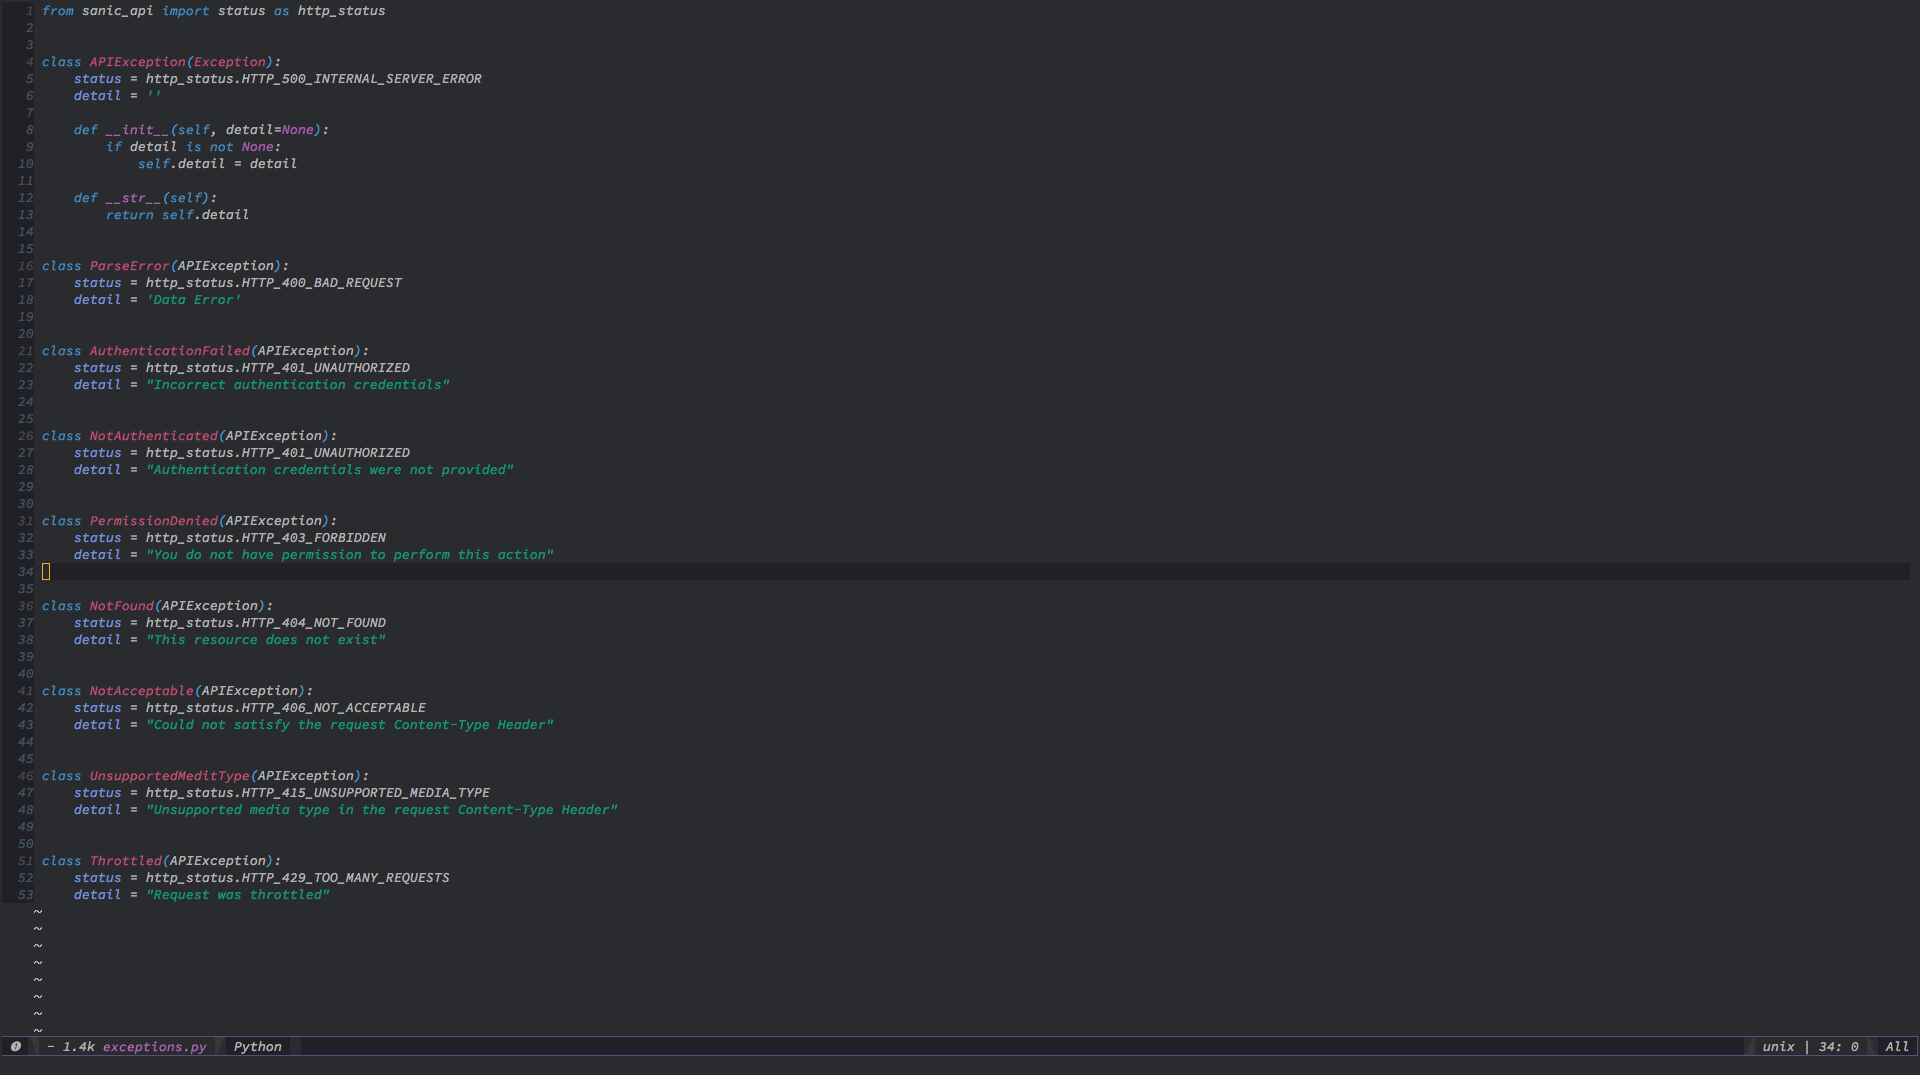 1 from sanic_api import status as http_status
2
3
4 class APIException(Exception):
5     status = http_status.HTTP_500_INTERNAL_SERVER_ERROR
6     detail = ''
7
8     def __init__(self, detail=None):
9         if detail is not None:
10             self.detail = detail
11
12     def __str__(self):
13         return self.detail
14
15
16 class ParseError(APIException):
17     status = http_status.HTTP_400_BAD_REQUEST
18     detail = 'Data Error'
19
20
21 class AuthenticationFailed(APIException):
22     status = http_status.HTTP_401_UNAUTHORIZED
23     detail = "Incorrect authentication credentials"
24
25
26 class NotAuthenticated(APIException):
27     status = http_status.HTTP_401_UNAUTHORIZED
28     detail = "Authentication credentials were not provided"
29
30
31 class PermissionDenied(APIException):
32     status = http_status.HTTP_403_FORBIDDEN
33     detail = "You do not have permission to perform this action"
34
35
36 class NotFound(APIException):
37     status = http_status.HTTP_404_NOT_FOUND
38     detail = "This resource does not exist"
39
40
41 class NotAcceptable(APIException):
42     status = http_status.HTTP_406_NOT_ACCEPTABLE
43     detail = "Could not satisfy the request Content-Type Header"
44
45
46 class UnsupportedMeditType(APIException):
47     status = http_status.HTTP_415_UNSUPPORTED_MEDIA_TYPE
48     detail = "Unsupported media type in the request Content-Type Header"
49
50
51 class Throttled(APIException):
52     status = http_status.HTTP_429_TOO_MANY_REQUESTS
53     detail = "Request was throttled"
~
~
~
~
~
~
~
~
- 1.4k exceptions.py Python unix | 34: 0 All